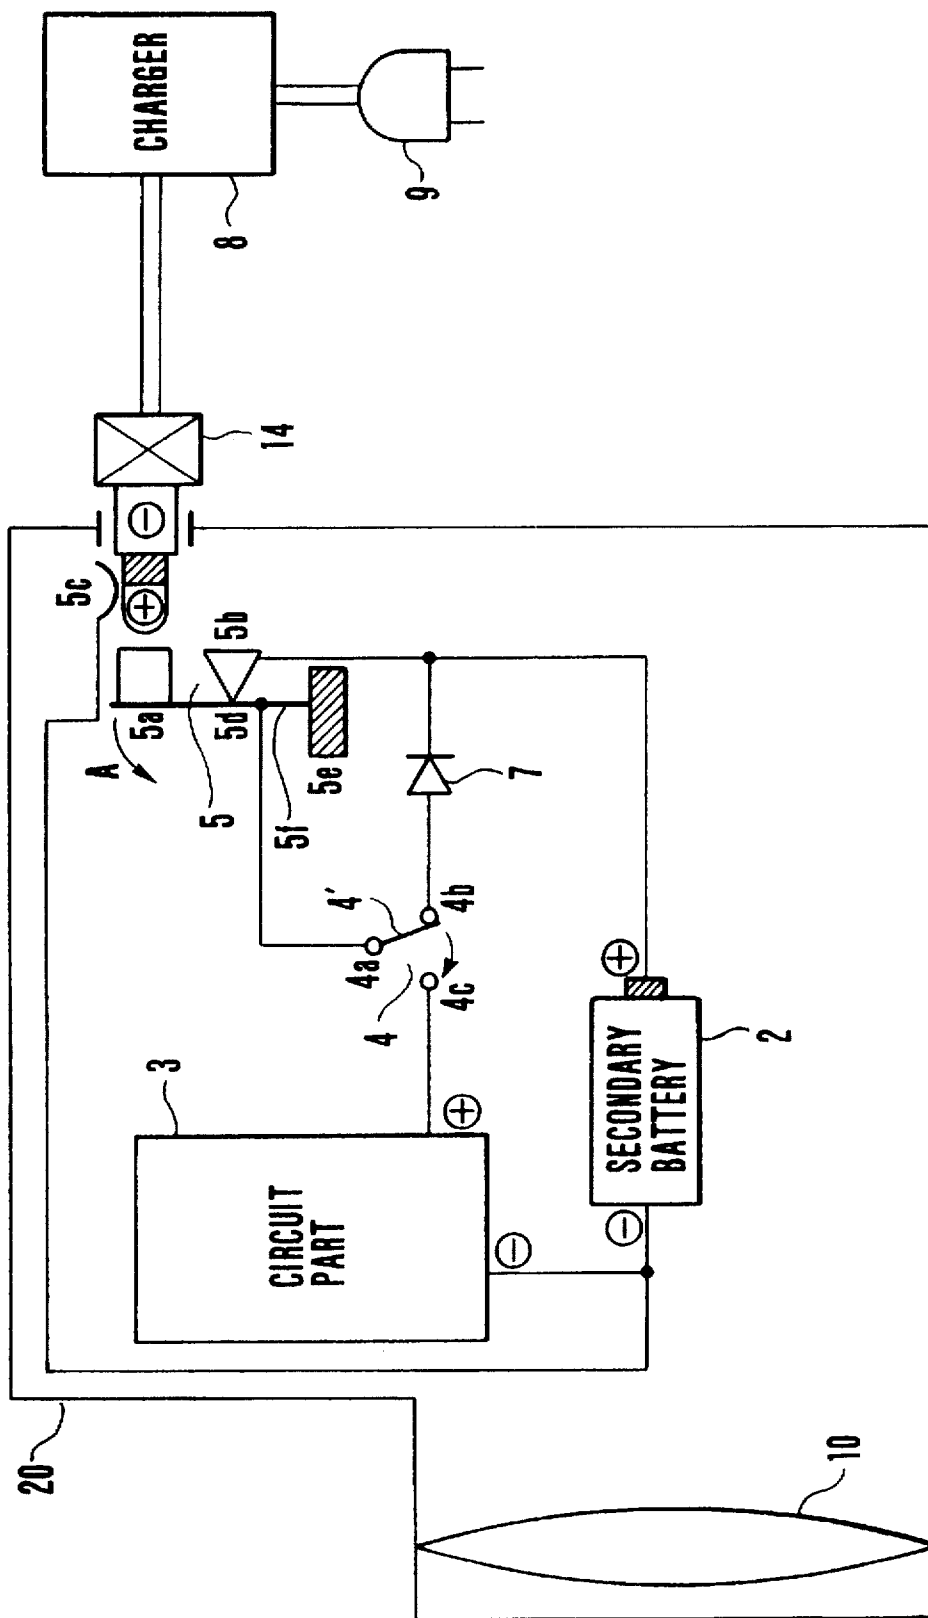 CHARGER
8
9
14
⊖
⊕
5c
5a
5b
5
5d
5e
5f
A
7
4'
4a
4b
4c
4
3
CIRCUIT
PART
⊕
⊖
SECONDARY
BATTERY
⊕
⊖
2
20
10